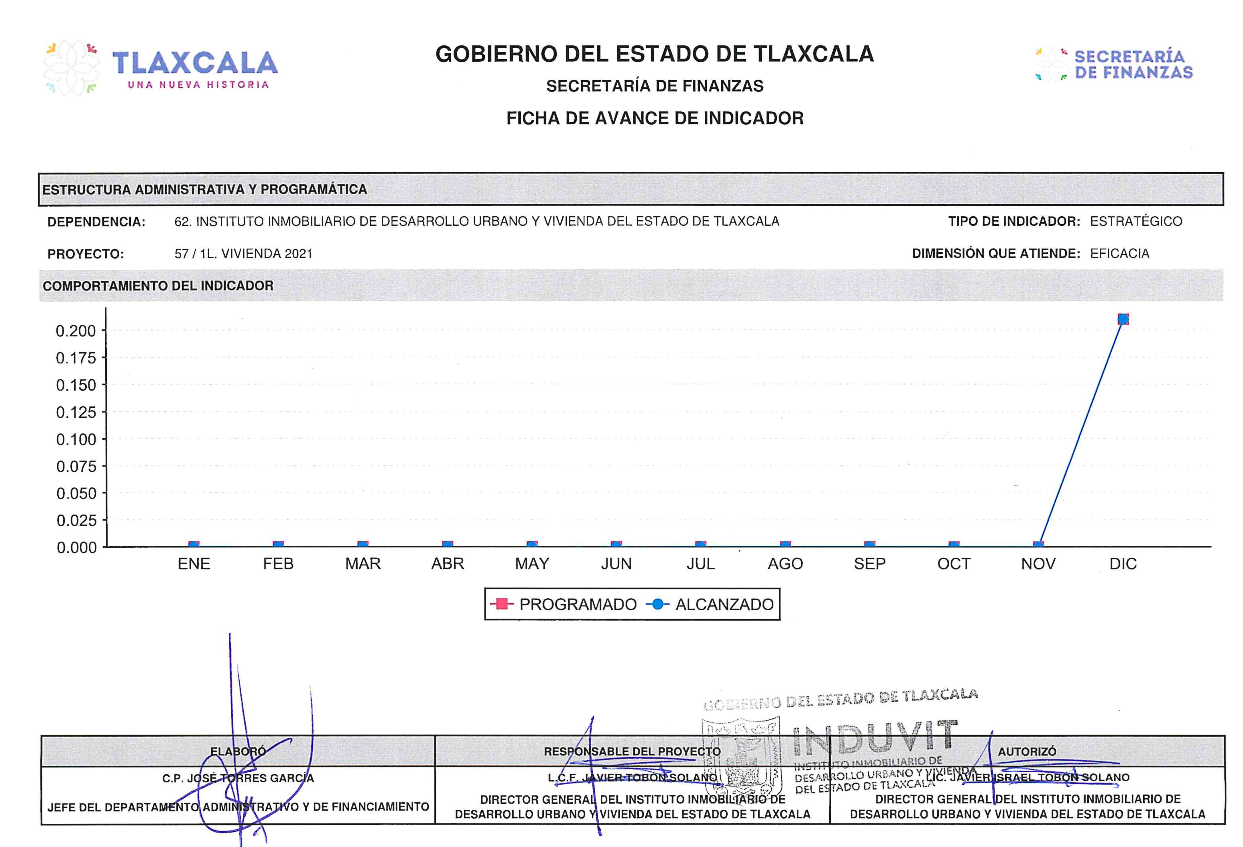 TLAXCALA
UNA NUEVA HISTORIA
GOBIERNO DEL ESTADO DE TLAXCALA
SECRETARÍA DE FINANZAS
FICHA DE AVANCE DE INDICADOR
SECRETARÍA
DE FINANZAS
ESTRUCTURA ADMINISTRATIVA Y PROGRAMÁTICA
DEPENDENCIA: 62. INSTITUTO INMOBILIARIO DE DESARROLLO URBANO Y VIVIENDA DEL ESTADO DE TLAXCALA TIPO DE INDICADOR: ESTRATÉGICO
PROYECTO: 57 / 1L. VIVIENDA 2021 DIMENSIÓN QUE ATIENDE: EFICACIA
COMPORTAMIENTO DEL INDICADOR
0.200
0.175
0.150
0.125
0.100
0.075
0.050
0.025
0.000
ENE FEB MAR ABR MAY JUN JUL AGO SEP OCT NOV DIC
PROGRAMADO ALCANZADO
GOBIERNO DEL ESTADO DE TLAXCALA
INDUVIT
INSTITUTO INMOBILIARIO DE
DESARROLLO URBANO Y VIVIENDA
DEL ESTADO DE TLAXCALA
ELABORÓ
C.P. JOSÉ TORRES GARCÍA
JEFE DEL DEPARTAMENTO ADMINISTRATIVO Y DE FINANCIAMIENTO
RESPONSABLE DEL PROYECTO
L.C.F. JAVIER TOBON SOLANO
DIRECTOR GENERAL DEL INSTITUTO INMOBILIARIO DE
DESARROLLO URBANO Y VIVIENDA DEL ESTADO DE TLAXCALA
AUTORIZÓ
LIC. JAVIER ISRAEL TOBON SOLANO
DIRECTOR GENERAL DEL INSTITUTO INMOBILIARIO DE
DESARROLLO URBANO Y VIVIENDA DEL ESTADO DE TLAXCALA